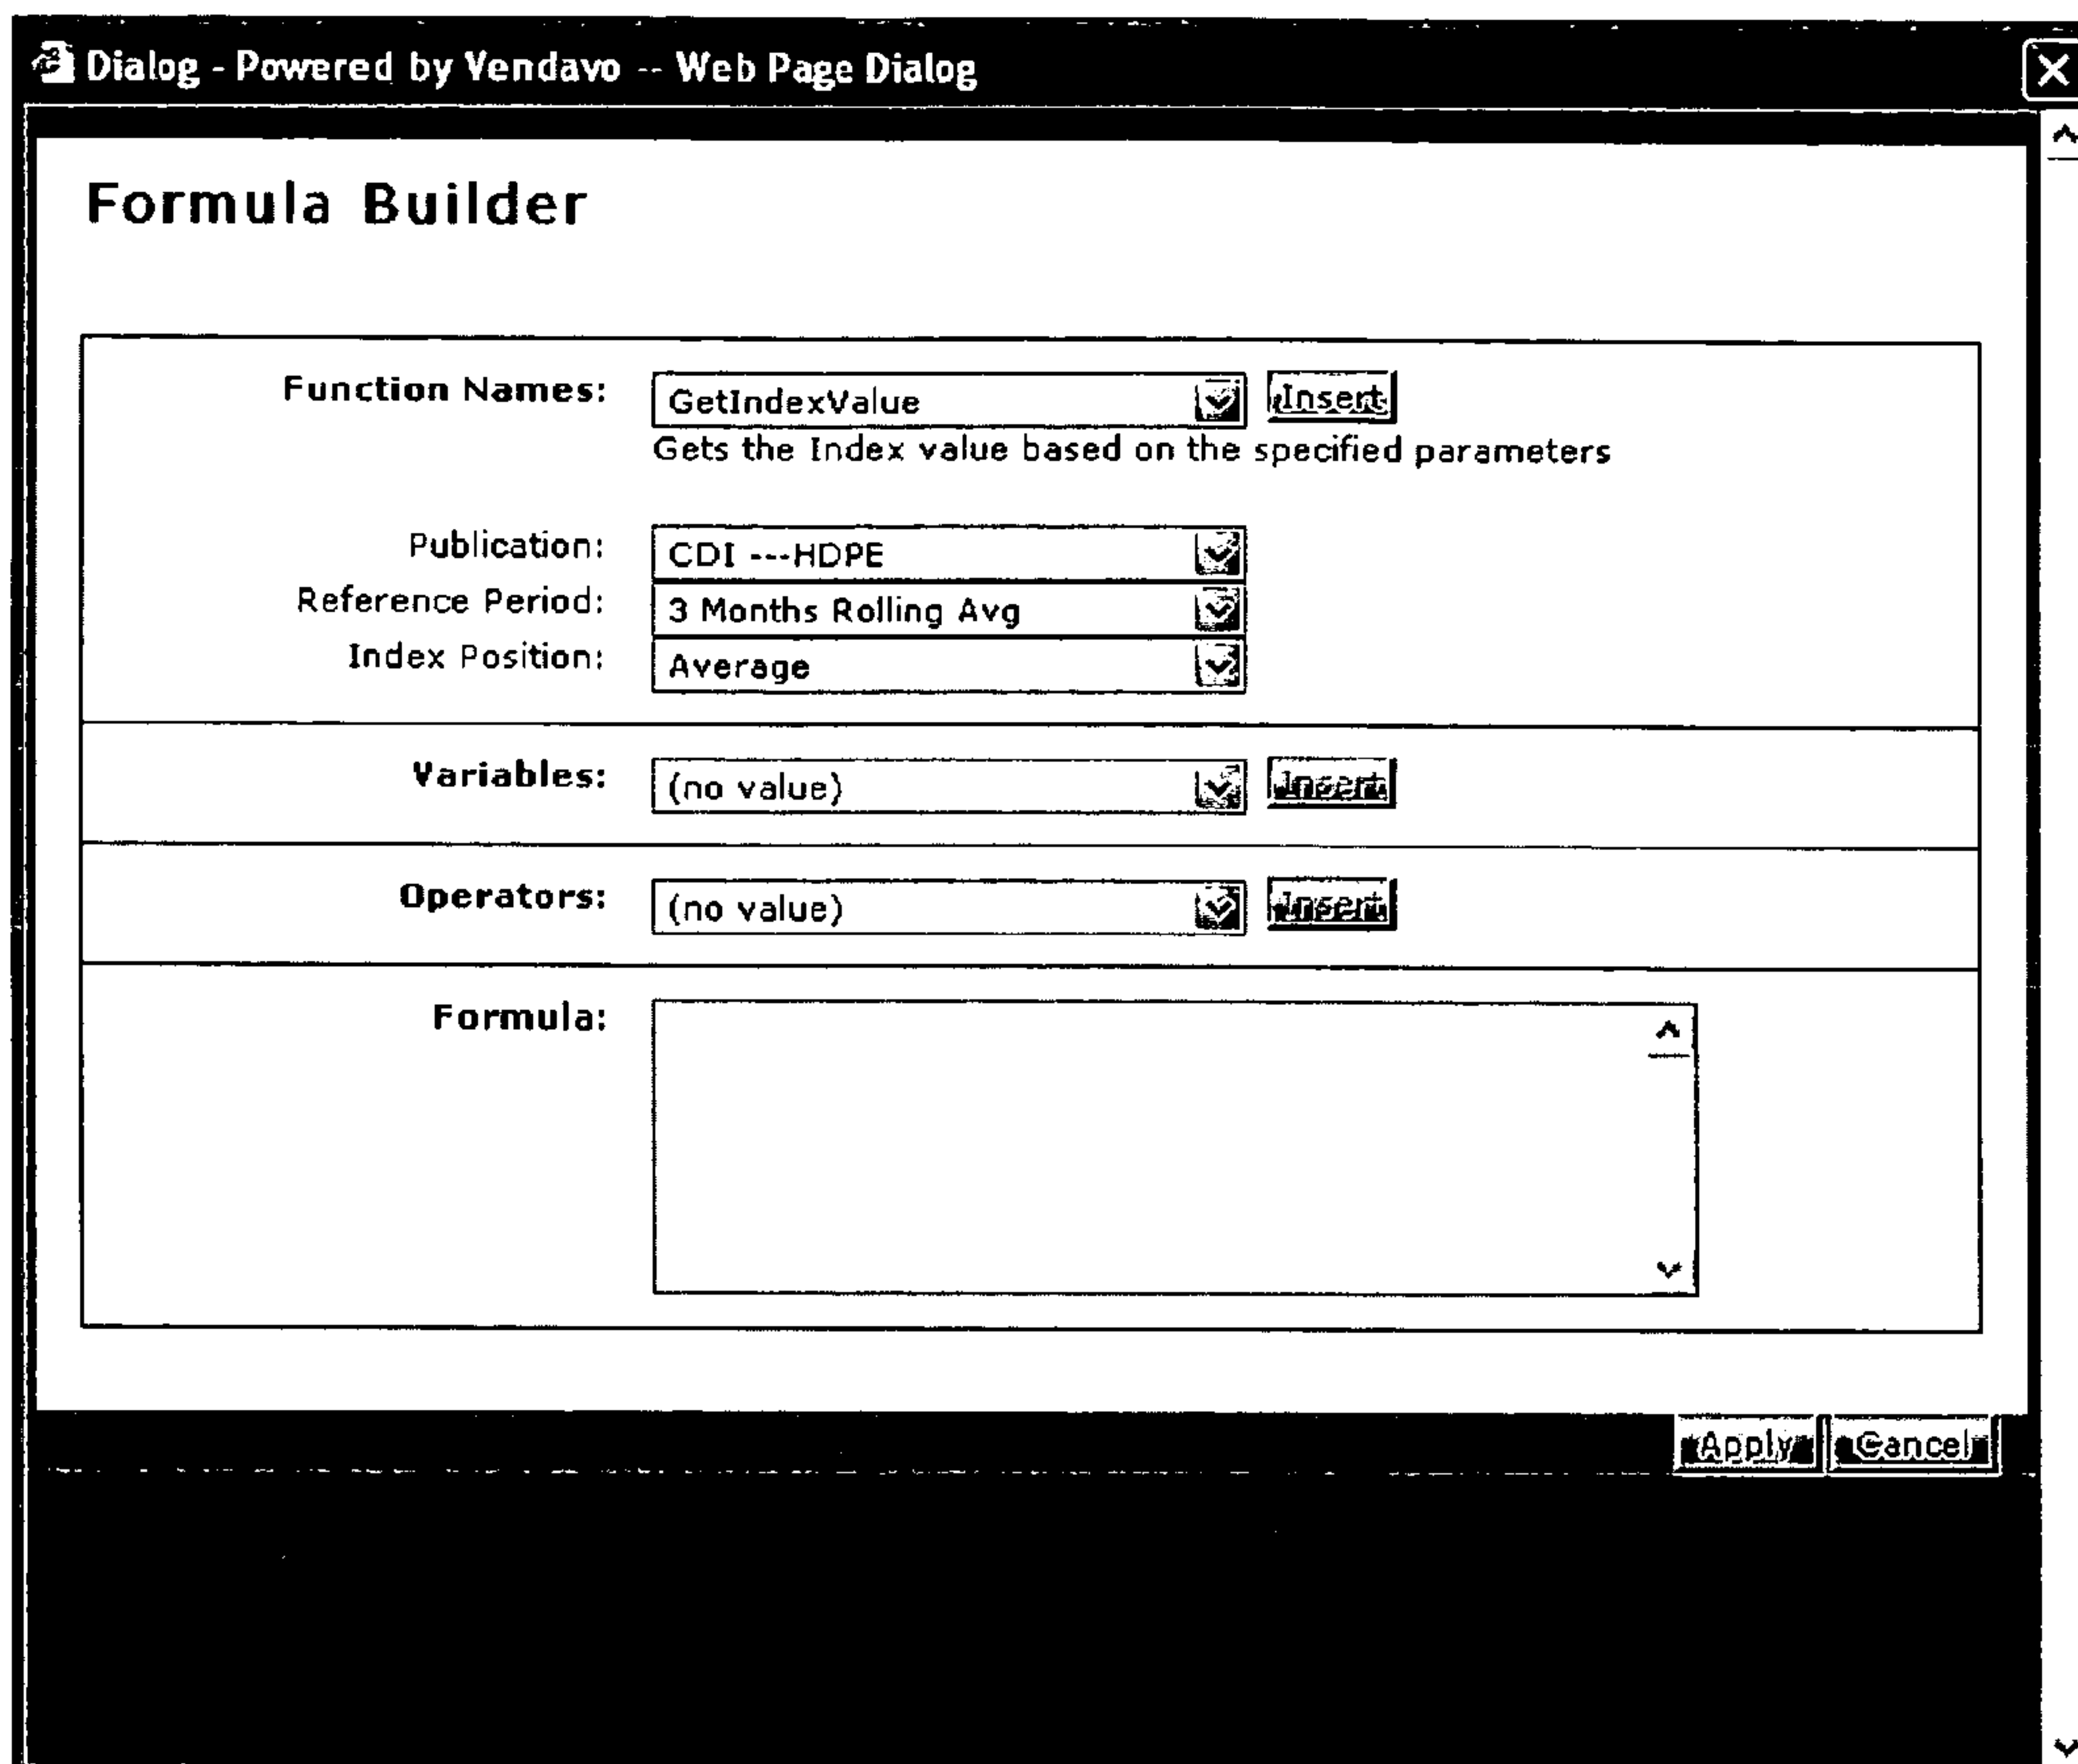 Dialog - Powered by Vendavo -- Web Page Dialog
Formula Builder
Function Names: GetIndexValue Insert
Gets the Index value based on the specified parameters
Publication: CDI ---HDPE
Reference Period: 3 Months Rolling Avg
Index Position: Average
Variables: (no value) Insert
Operators: (no value) Insert
Formula:
Apply Cancel